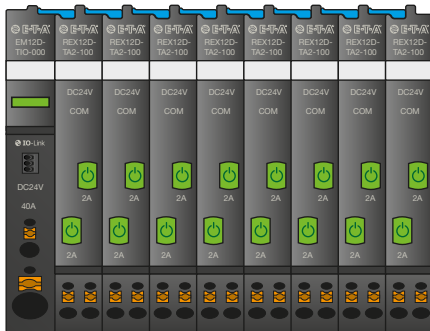 E-T-A E-T-A E-T-A E-T-A E-T-A E-T-A E-T-A E-T-A E-T-A
EM12D- REX12D- REX12D- REX12D- REX12D- REX12D- REX12D- REX12D- REX12D-
TIO-000 TA2-100 TA2-100 TA2-100 TA2-100 TA2-100 TA2-100 TA2-100 TA2-100
DC24V DC24V DC24V DC24V DC24V DC24V DC24V DC24V
COM COM COM COM COM COM COM COM
IO-Link
DC24V
2A 2A 2A 2A 2A 2A 2A 2A
40A
2A 2A 2A 2A 2A 2A 2A 2A